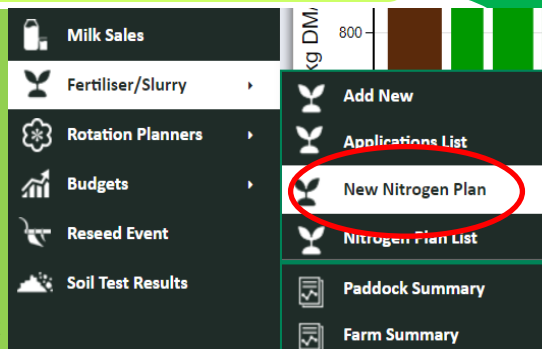 Milk Sales
Fertiliser/Slurry
Rotation Planners
Budgets
Reseed Event
Soil Test Results
kg DM/
800
Add New
Applications List
New Nitrogen Plan
Nitrogen Plan List
Paddock Summary
Farm Summary